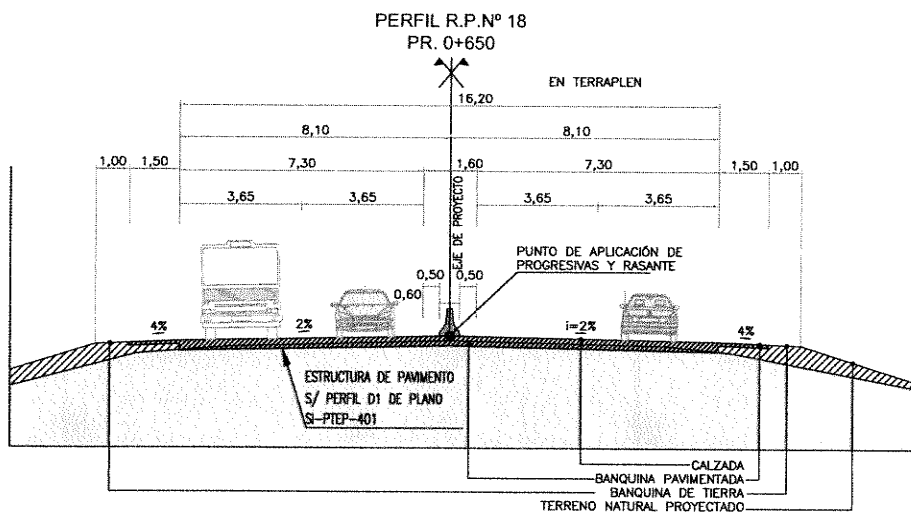 PERFIL R.P.Nº 18
PR. 0+650
EN TERRAPLEN
16,20
8,10
8,10
1,00
1,50
7,30
1,60
7,30
1,50
1,00
3,65
3,65
3,65
3,65
EJE DE PROYECTO
PUNTO DE APLICACIÓN DE
PROGRESIVAS Y RASANTE
0,50
0,50
0,60
4%
2%
i=2%
4%
ESTRUCTURA DE PAVIMENTO
S/ PERFIL D1 DE PLANO
SI-PTEP-401
CALZADA
BANQUINA PAVIMENTADA
BANQUINA DE TIERRA
TERRENO NATURAL PROYECTADO